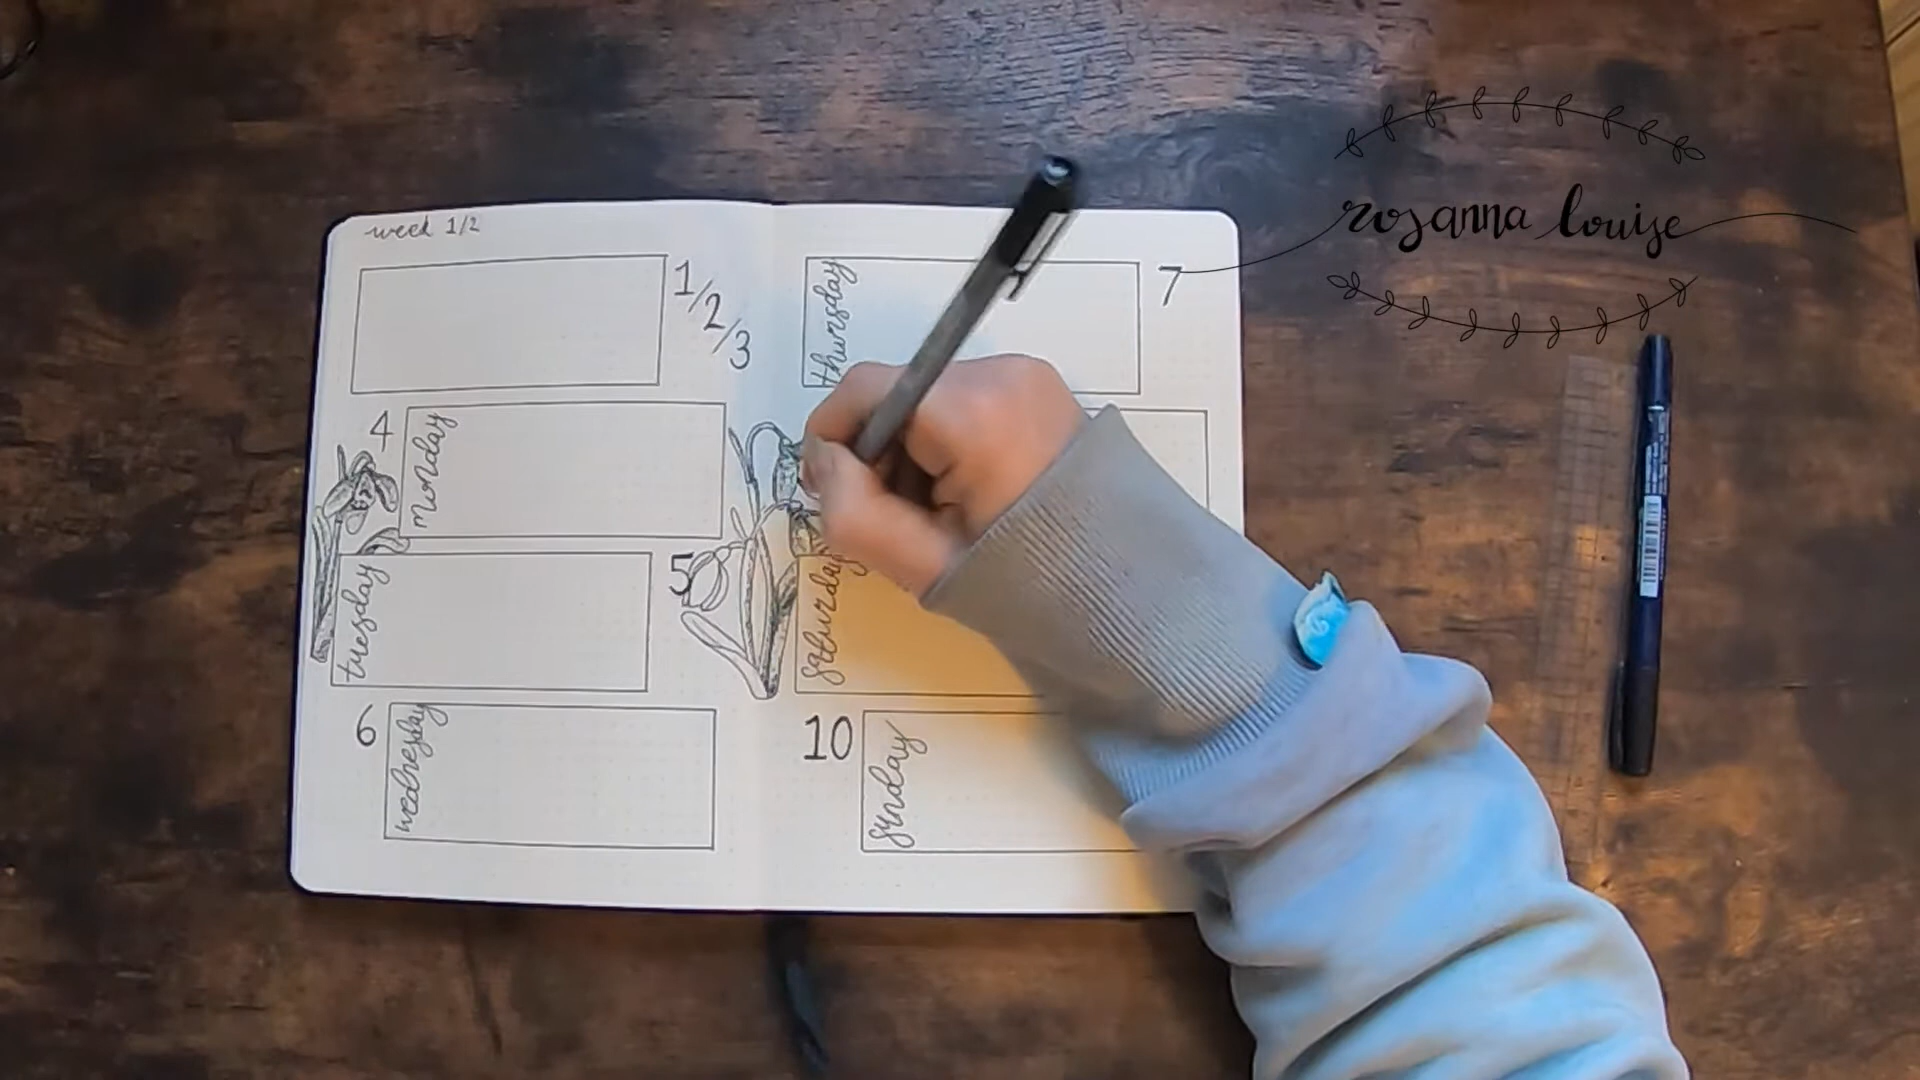 week 1/2
1/2/3
4
monday
tuesday
5
6
wednesday
thursday
7
saturday
10
sunday
rosanna louise